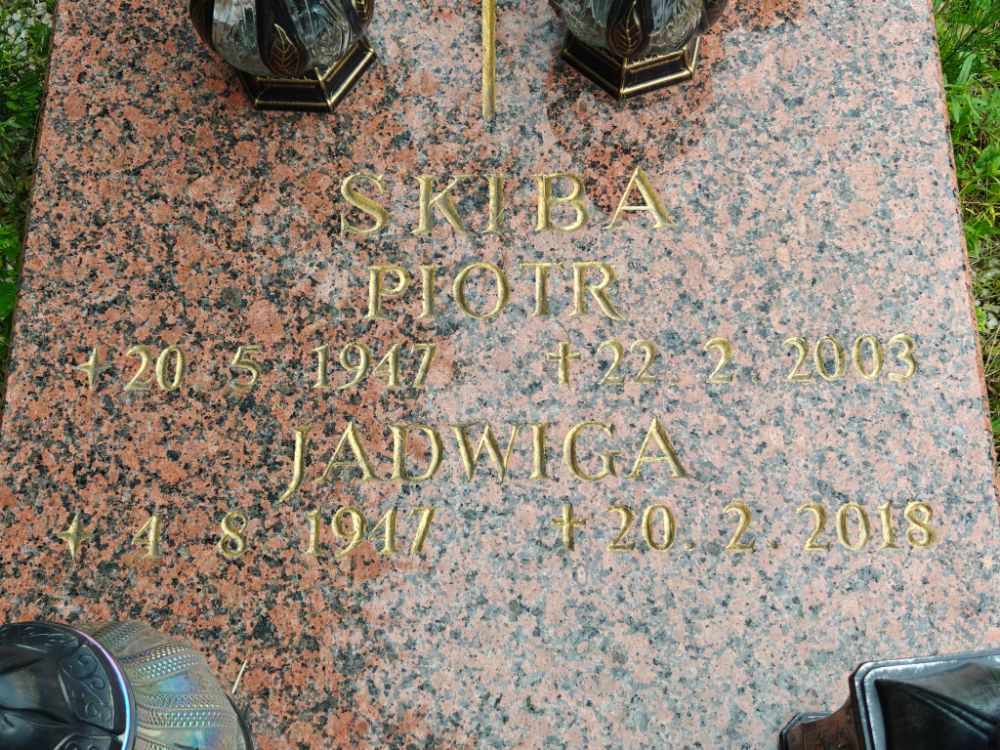 SKIBA
PIOTR
20 5 1947 † 22. 2. 2003
JADWIGA
4 8 1947 † 20. 2. 2018